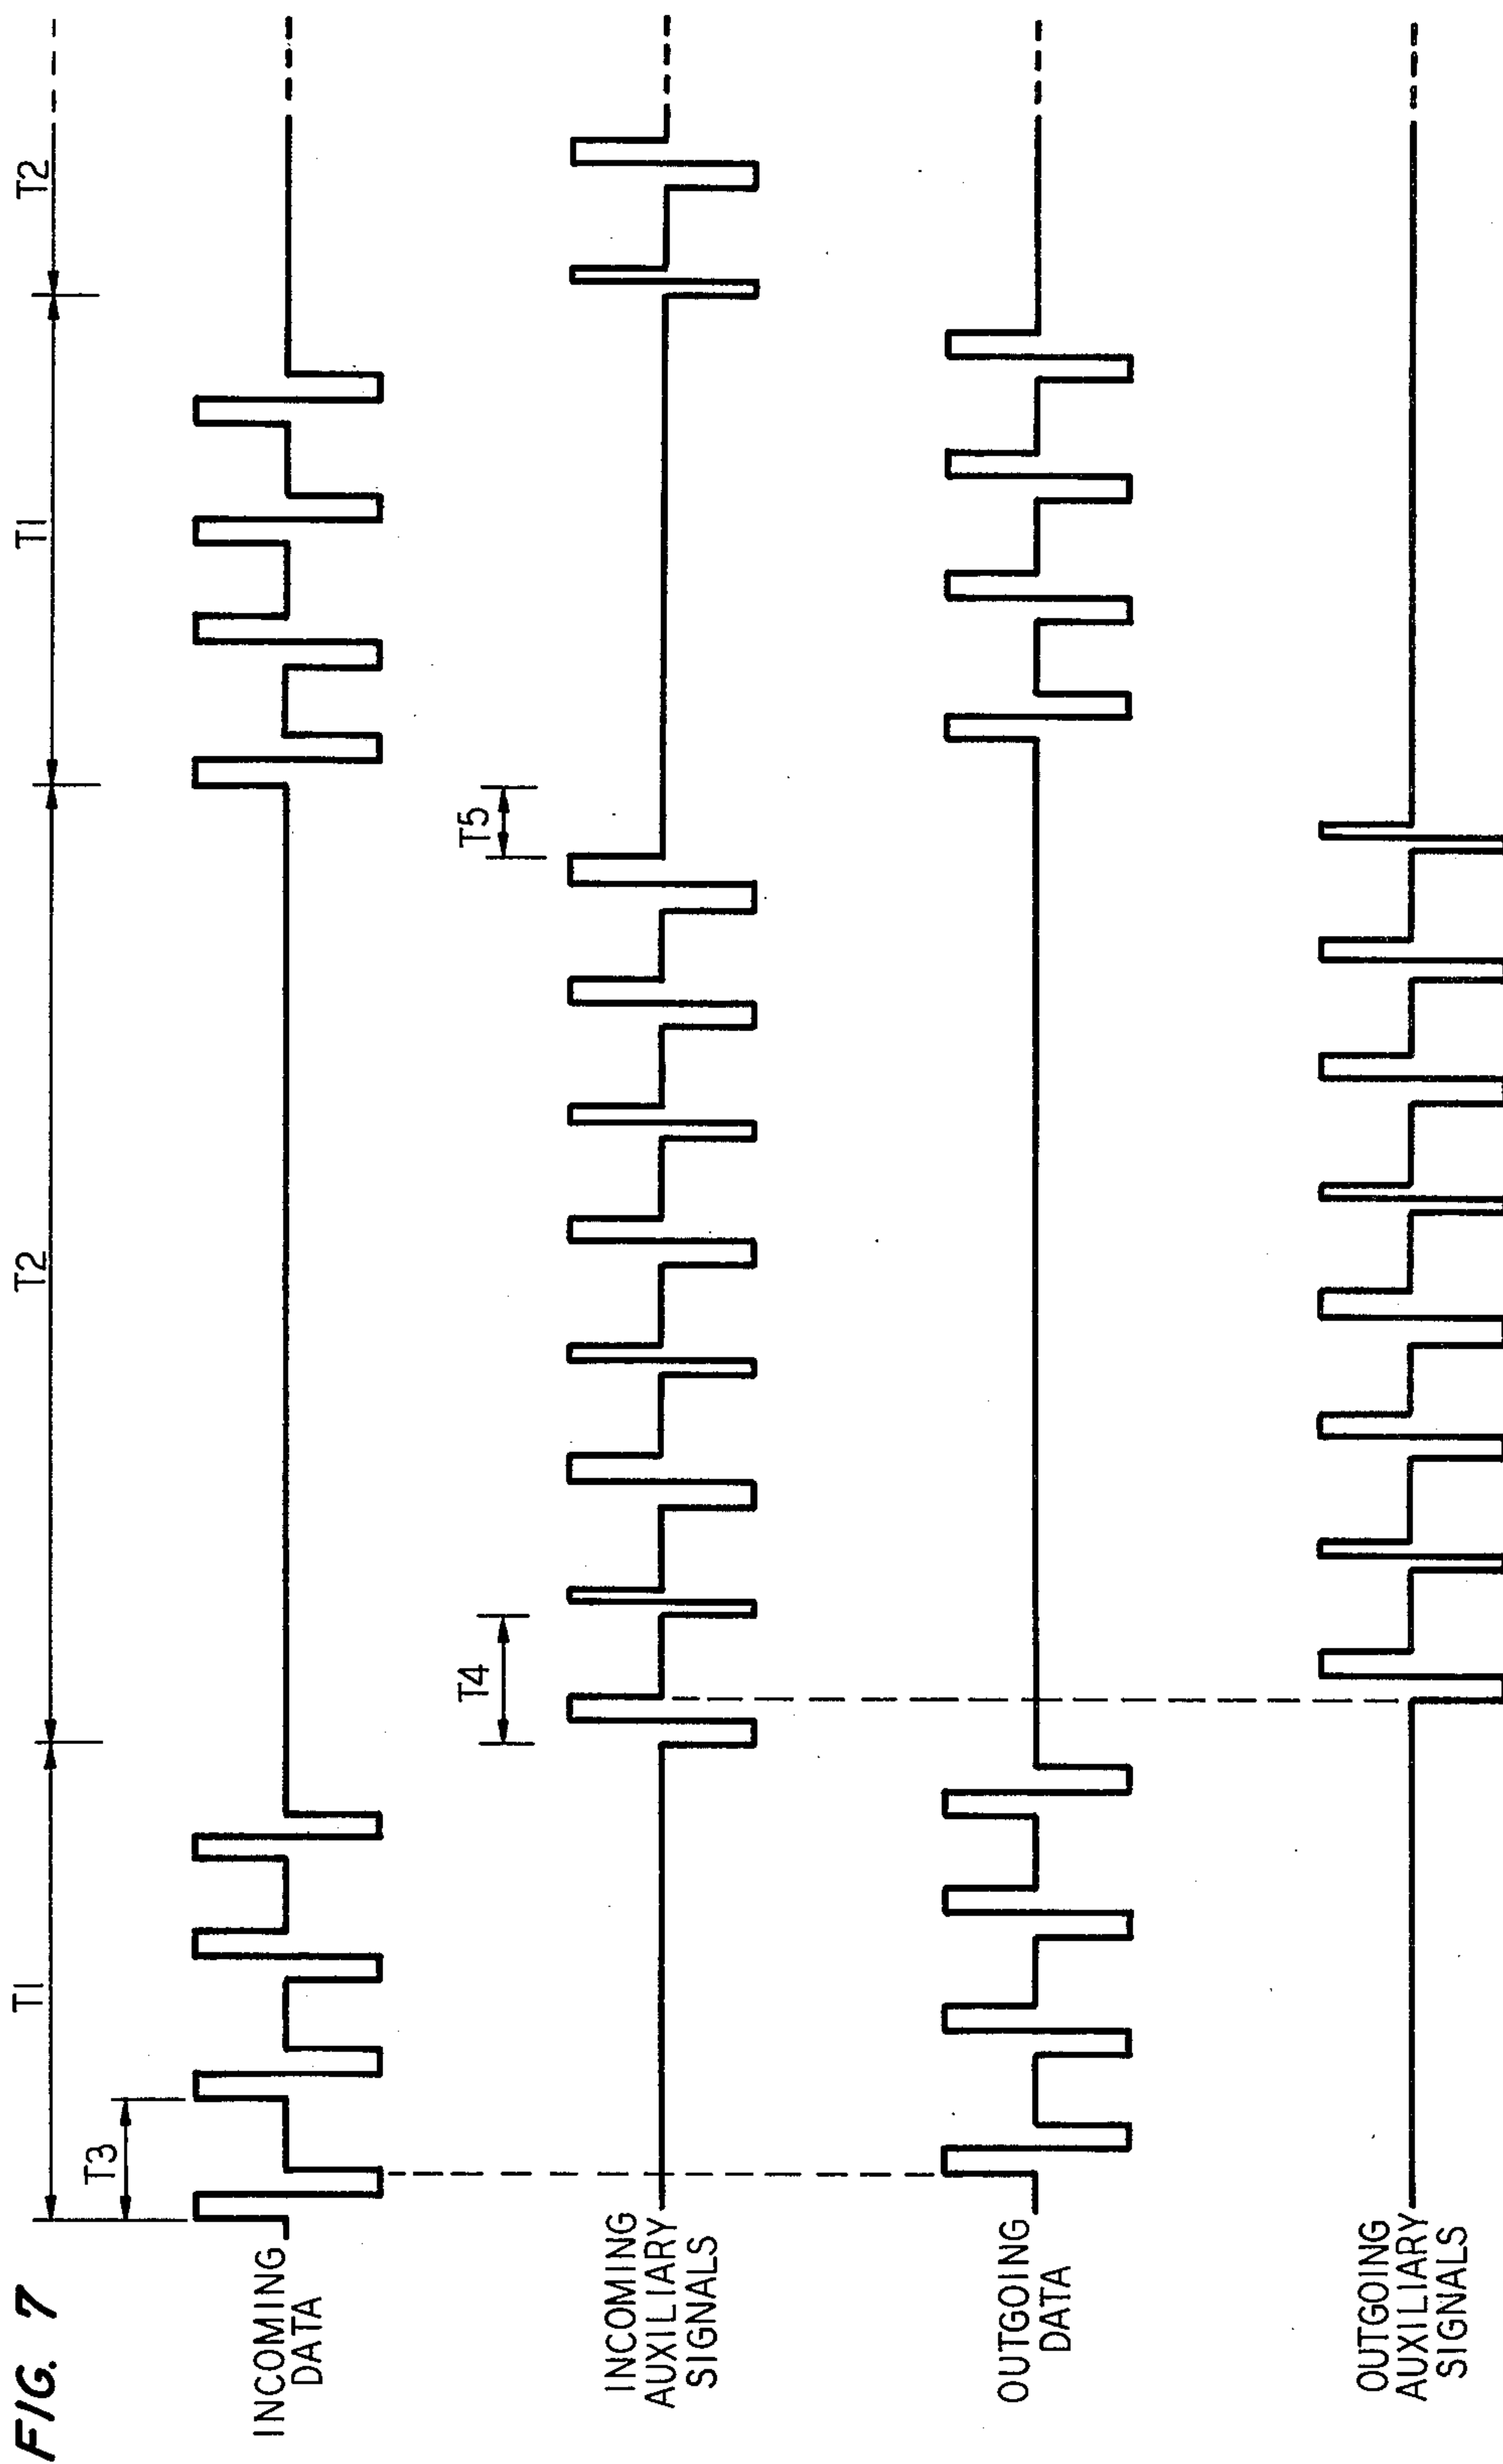 FIG. 7
T1
T2
T1
T2
T3
INCOMING
DATA
T4
T5
INCOMING
AUXILIARY
SIGNALS
OUTGOING
DATA
OUTGOING
AUXILIARY
SIGNALS